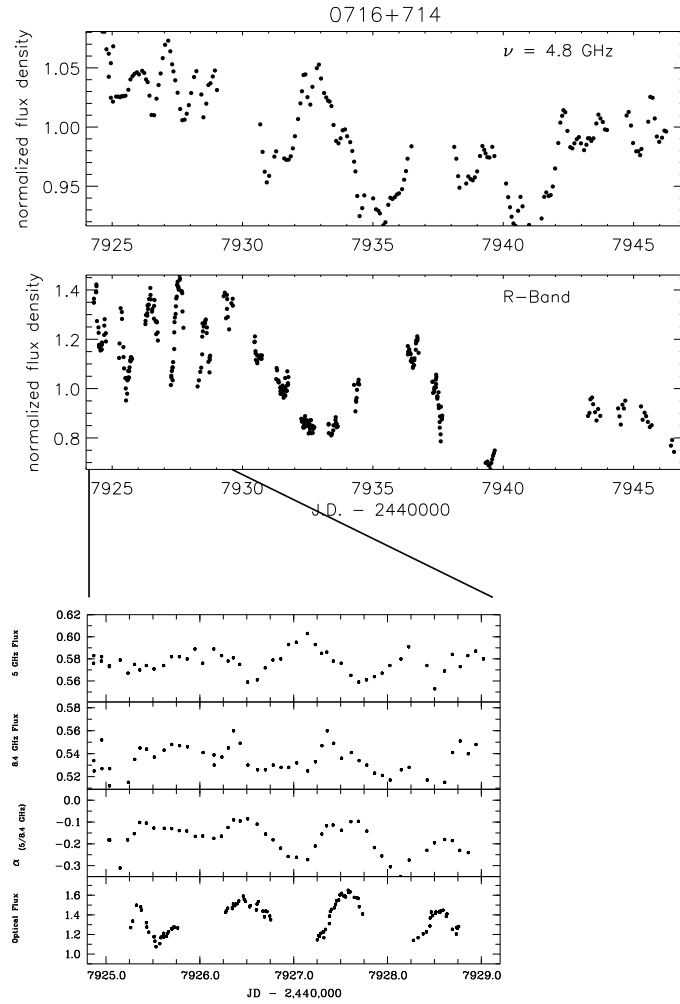 0716+714
normalized flux density
ν = 4.8 GHz
1.05
1.00
0.95
7925 7930 7935 7940 7945
normalized flux density
R-Band
1.4
1.2
1.0
0.8
7925 7930 7935 7940 7945
J.D. - 2440000
5 GHz Flux
0.62
0.60
0.58
0.56
8.4 GHz Flux
0.58
0.56
0.54
0.52
α (5/8.4 GHz)
0.0
-0.1
-0.2
-0.3
Optical Flux
1.6
1.4
1.2
1.0
7925.0 7926.0 7927.0 7928.0 7929.0
JD - 2,440,000